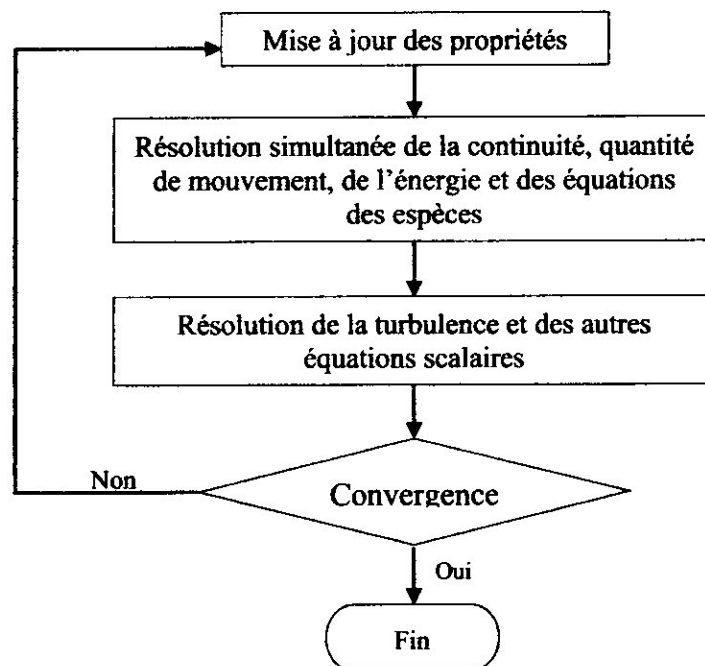 Mise à jour des propriétés
Résolution simultanée de la continuité, quantité
de mouvement, de l'énergie et des équations
des espèces
Résolution de la turbulence et des autres
équations scalaires
Non
Convergence
Oui
Fin